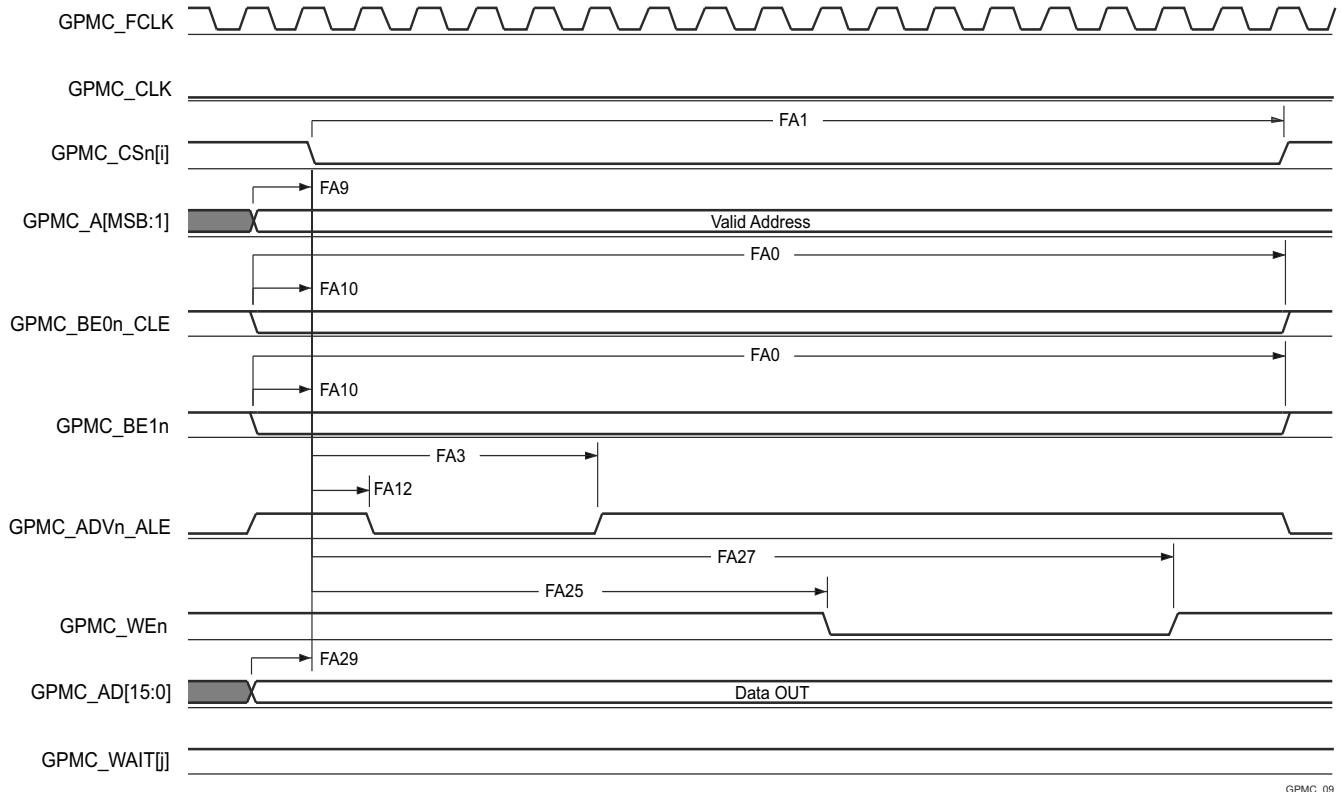 GPMC_FCLK
GPMC_CLK
FA1
GPMC_CSn[i]
FA9
GPMC_A[MSB:1]
Valid Address
FA0
FA10
GPMC_BE0n_CLE
FA0
FA10
GPMC_BE1n
FA3
FA12
GPMC_ADVn_ALE
FA27
FA25
GPMC_WEn
FA29
GPMC_AD[15:0]
Data OUT
GPMC_WAIT[j]
GPMC_09